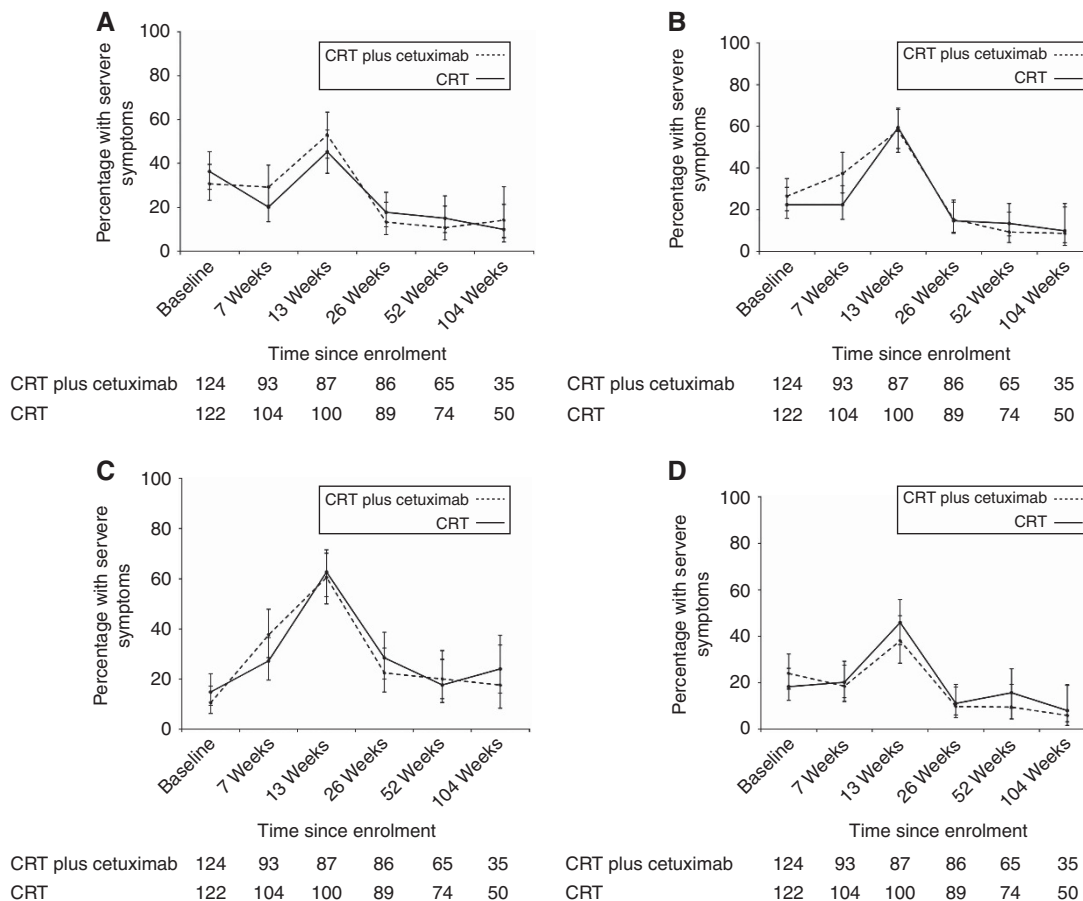 A
Percentage with servere
symptoms
100
80
60
40
20
0
CRT plus cetuximab
CRT
Baseline
7 Weeks
13 Weeks
26 Weeks
52 Weeks
104 Weeks
Time since enrolment
CRT plus cetuximab 124 93 87 86 65 35
CRT 122 104 100 89 74 50
B
Percentage with servere
symptoms
100
80
60
40
20
0
CRT plus cetuximab
CRT
Baseline
7 Weeks
13 Weeks
26 Weeks
52 Weeks
104 Weeks
Time since enrolment
CRT plus cetuximab 124 93 87 86 65 35
CRT 122 104 100 89 74 50
C
Percentage with servere
symptoms
100
80
60
40
20
0
CRT plus cetuximab
CRT
Baseline
7 Weeks
13 Weeks
26 Weeks
52 Weeks
104 Weeks
Time since enrolment
CRT plus cetuximab 124 93 87 86 65 35
CRT 122 104 100 89 74 50
D
Percentage with servere
symptoms
100
80
60
40
20
0
CRT plus cetuximab
CRT
Baseline
7 Weeks
13 Weeks
26 Weeks
52 Weeks
104 Weeks
Time since enrolment
CRT plus cetuximab 124 93 87 86 65 35
CRT 122 104 100 89 74 50